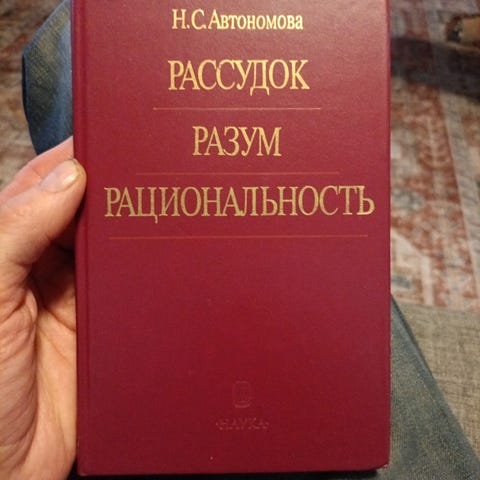 Н.С.Автономова
РАССУДОК
РАЗУМ
РАЦИОНАЛЬНОСТЬ
«НАУКА»